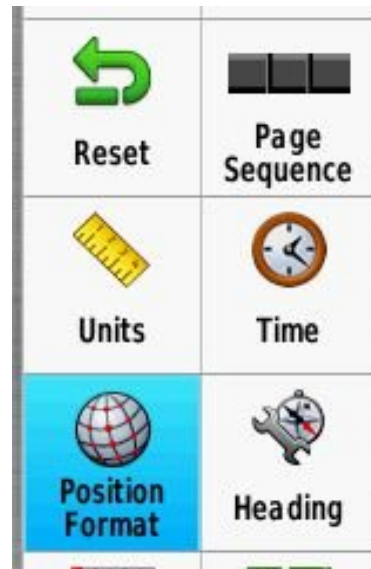 Reset
Page
Sequence
Units
Time
Position
Format
Heading